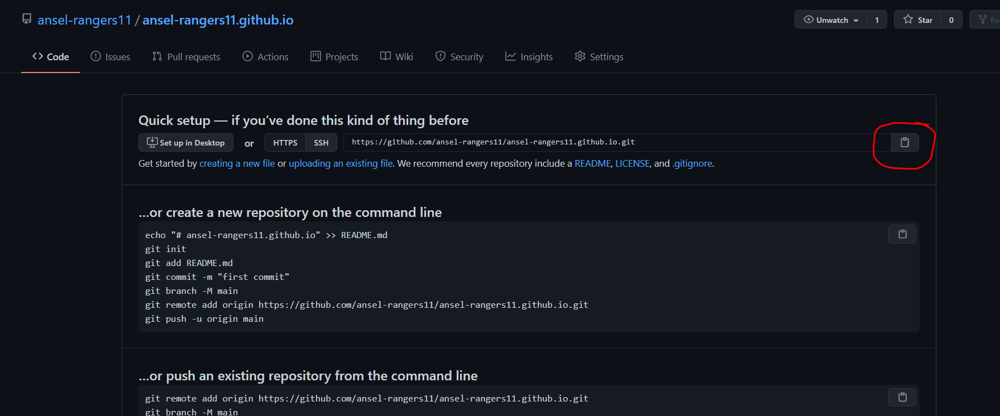 ansel-rangers11 / ansel-rangers11.github.io
Unwatch 1 Star 0 Fo
Code Issues Pull requests Actions Projects Wiki Security Insights Settings
Quick setup — if you’ve done this kind of thing before
Set up in Desktop or HTTPS SSH https://github.com/ansel-rangers11/ansel-rangers11.github.io.git
Get started by creating a new file or uploading an existing file. We recommend every repository include a README, LICENSE, and .gitignore.
…or create a new repository on the command line
echo "# ansel-rangers11.github.io" >> README.md
git init
git add README.md
git commit -m "first commit"
git branch -M main
git remote add origin https://github.com/ansel-rangers11/ansel-rangers11.github.io.git
git push -u origin main
…or push an existing repository from the command line
git remote add origin https://github.com/ansel-rangers11/ansel-rangers11.github.io.git
git branch -M main